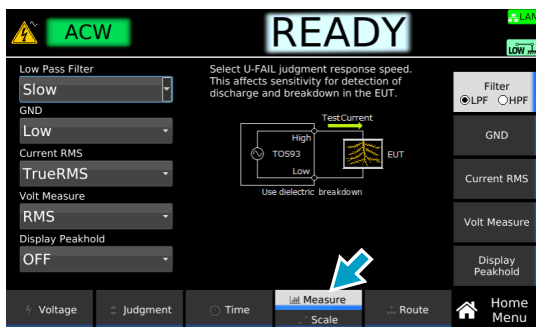 ACW
READY
LAN
LOW
Low Pass Filter
Slow
GND
Low
Current RMS
TrueRMS
Volt Measure
RMS
Display Peakhold
OFF
Select U-FAIL judgment response speed.
This affects sensitivity for detection of
discharge and breakdown in the EUT.
TestCurrent
High
TOS93
EUT
Low
Use dielectric breakdown
Filter
LPF HPF
GND
Current RMS
Volt Measure
Display
Peakhold
Voltage
Judgment
Time
Measure
Scale
Route
Home
Menu